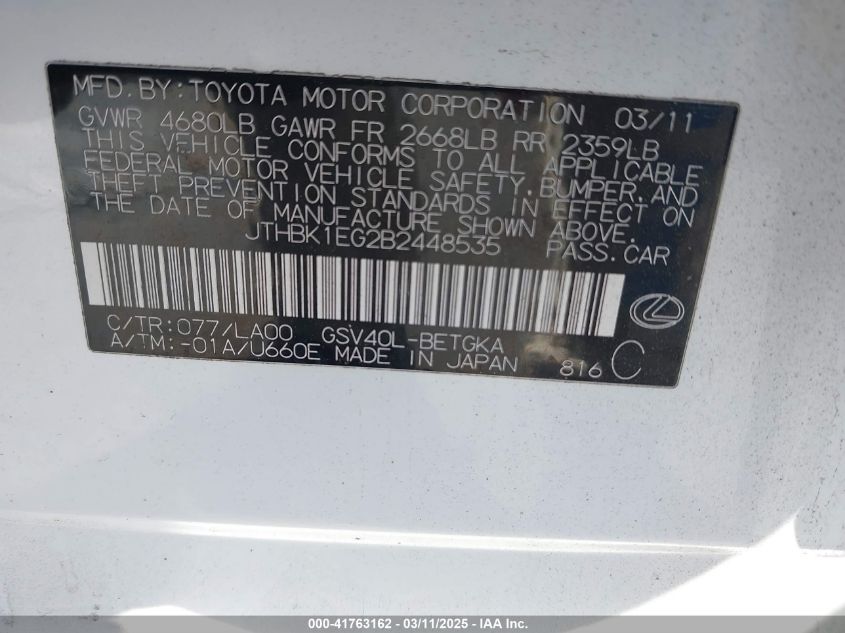 MFD.BY:TOYOTA MOTOR CORPORATION 03/11
GVWR 4680LB GAWR FR 2668LB RR 2359LB
THIS VEHICLE CONFORMS TO ALL APPLICABLE
FEDERAL MOTOR VEHICLE SAFETY,BUMPER,AND
THEFT PREVENTION STANDARDS IN EFFECT ON
THE DATE OF MANUFACTURE SHOWN ABOVE.
JTHBK1EG2B2448535 PASS.CAR
C/TR:077/LA00 GSV40L-BETGKA
A/TM:-01A/U660E MADE IN JAPAN 816 C
000-41763162 - 03/11/2025 - IAA Inc.